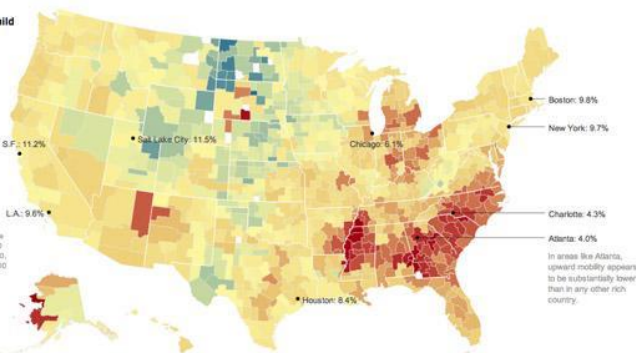 ild
Boston: 9.8%
New York: 9.7%
S.F.: 11.2%
Salt Lake City: 11.5%
Chicago: 6.1%
L.A.: 9.6%
Charlotte: 4.3%
Atlanta: 4.0%
In areas like Atlanta,
upward mobility appears
to be substantially lower
than in any other rich
country.
Houston: 8.4%